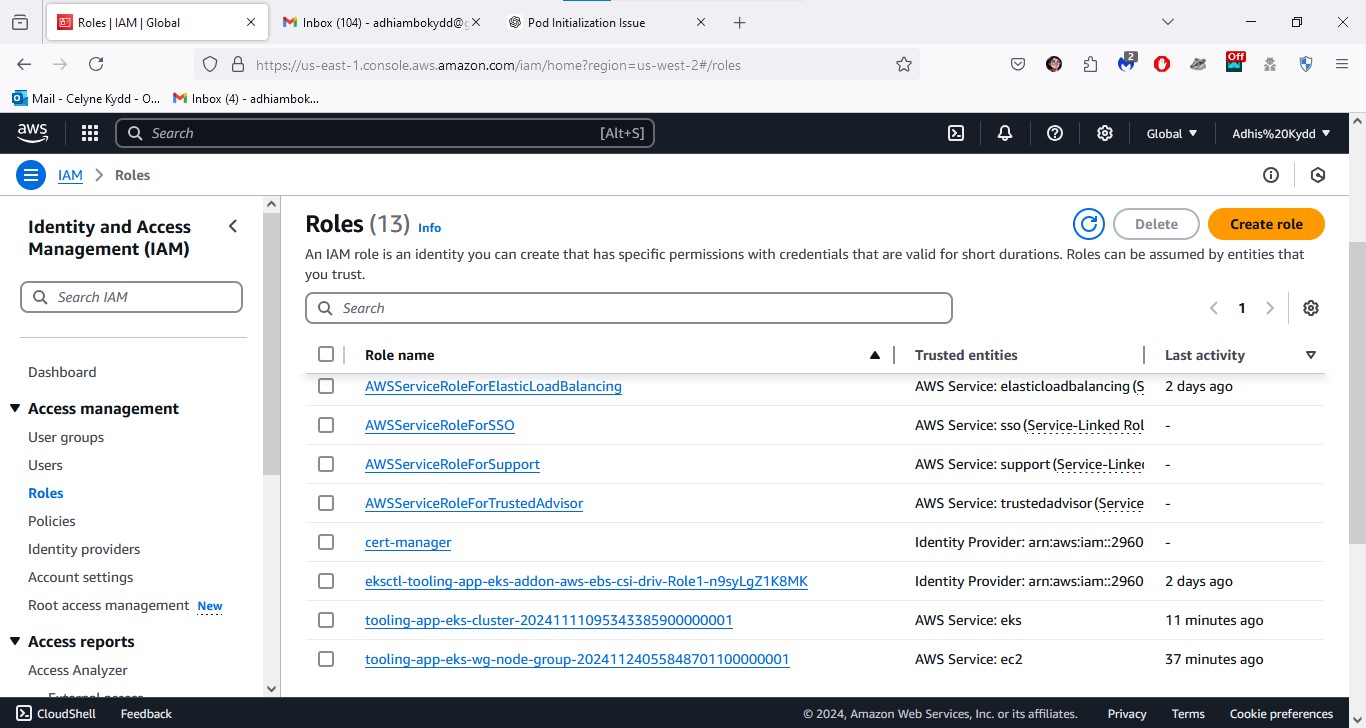 Roles | IAM | Global
Inbox (104) - adhiambokydd@g
Pod Initialization Issue
https://us-east-1.console.aws.amazon.com/iam/home?region=us-west-2#/roles
2
Off
Mail - Celyne Kydd - O...
Inbox (4) - adhiambok...
aws
Search
[Alt+S]
Global
Adhis%20Kydd
IAM
Roles
Identity and Access
Management (IAM)
Search IAM
Dashboard
Access management
User groups
Users
Roles
Policies
Identity providers
Account settings
Root access management New
Access reports
Access Analyzer
External access
Roles (13) Info
Delete
Create role
An IAM role is an identity you can create that has specific permissions with credentials that are valid for short durations. Roles can be assumed by entities that
you trust.
Search
1
Role name
Trusted entities
Last activity
AWSServiceRoleForElasticLoadBalancing
AWS Service: elasticloadbalancing (S
2 days ago
AWSServiceRoleForSSO
AWS Service: sso (Service-Linked Rol
-
AWSServiceRoleForSupport
AWS Service: support (Service-Linked
-
AWSServiceRoleForTrustedAdvisor
AWS Service: trustedadvisor (Service
-
cert-manager
Identity Provider: arn:aws:iam::2960
-
eksctl-tooling-app-eks-addon-aws-ebs-csi-driv-Role1-n9syLgZ1K8MK
Identity Provider: arn:aws:iam::2960
2 days ago
tooling-app-eks-cluster-20241111095343385900000001
AWS Service: eks
11 minutes ago
tooling-app-eks-wg-node-group-20241124055848701100000001
AWS Service: ec2
37 minutes ago
CloudShell
Feedback
© 2024, Amazon Web Services, Inc. or its affiliates.
Privacy
Terms
Cookie preferences